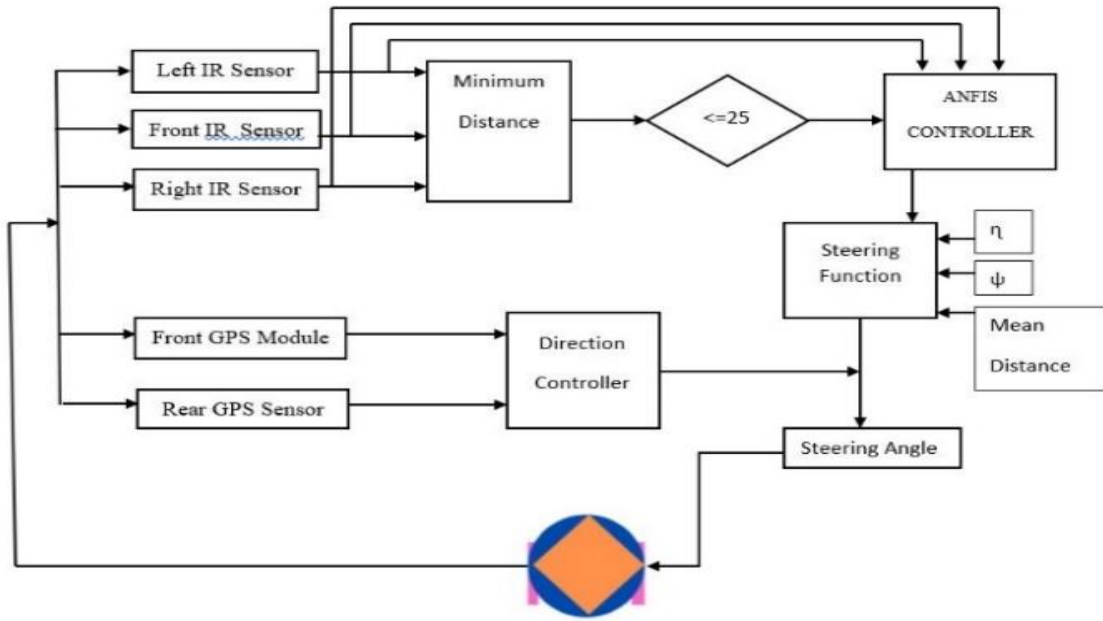 Left IR Sensor
Front IR Sensor
Right IR Sensor
Minimum
Distance
<=25
ANFIS
CONTROLLER
Steering
Function
η
ψ
Mean
Distance
Front GPS Module
Rear GPS Sensor
Direction
Controller
Steering Angle